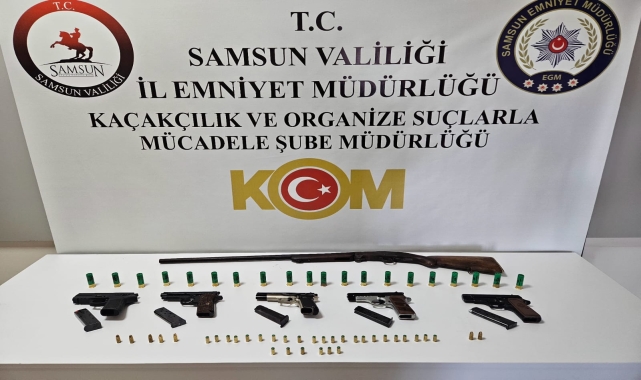 T.C.
SAMSUN
SAMSUN VALİLİĞİ
T.C.
SAMSUN VALİLİĞİ
İL EMNİYET MÜDÜRLÜĞÜ
KAÇAKÇILIK VE ORGANİZE SUÇLARLA
MÜCADELE ŞUBE MÜDÜRLÜĞÜ
KOM
SAMSUN EMNİYET MÜDÜRLÜĞÜ
EGM